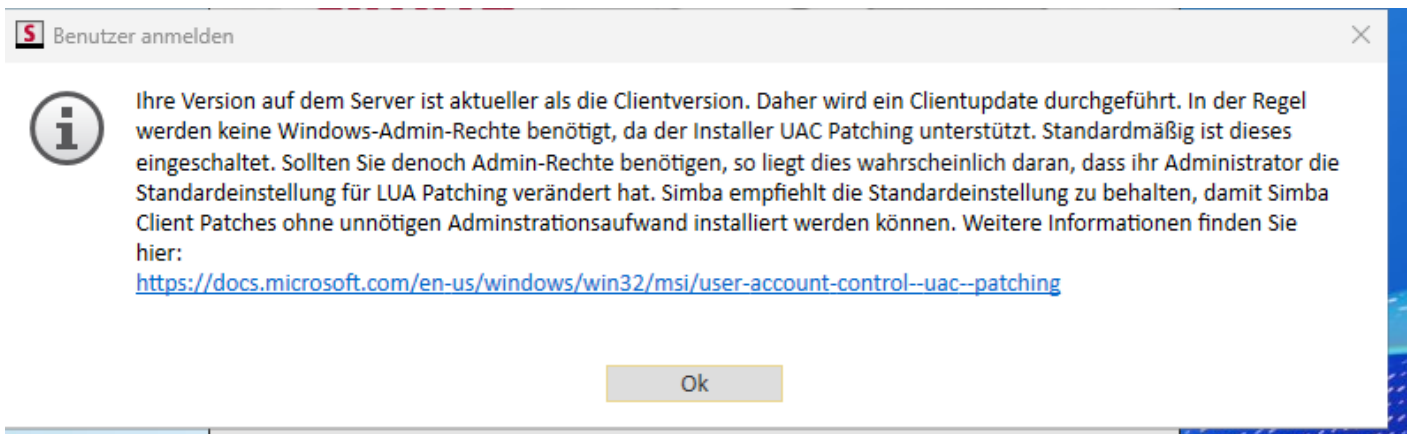 S Benutzer anmelden
Ihre Version auf dem Server ist aktueller als die Clientversion. Daher wird ein Clientupdate durchgeführt. In der Regel
werden keine Windows-Admin-Rechte benötigt, da der Installer UAC Patching unterstützt. Standardmäßig ist dieses
eingeschaltet. Sollten Sie denoch Admin-Rechte benötigen, so liegt dies wahrscheinlich daran, dass ihr Administrator die
Standardeinstellung für LUA Patching verändert hat. Simba empfiehlt die Standardeinstellung zu behalten, damit Simba
Client Patches ohne unnötigen Adminstrationsaufwand installiert werden können. Weitere Informationen finden Sie
hier:
https://docs.microsoft.com/en-us/windows/win32/msi/user-account-control--uac--patching
Ok